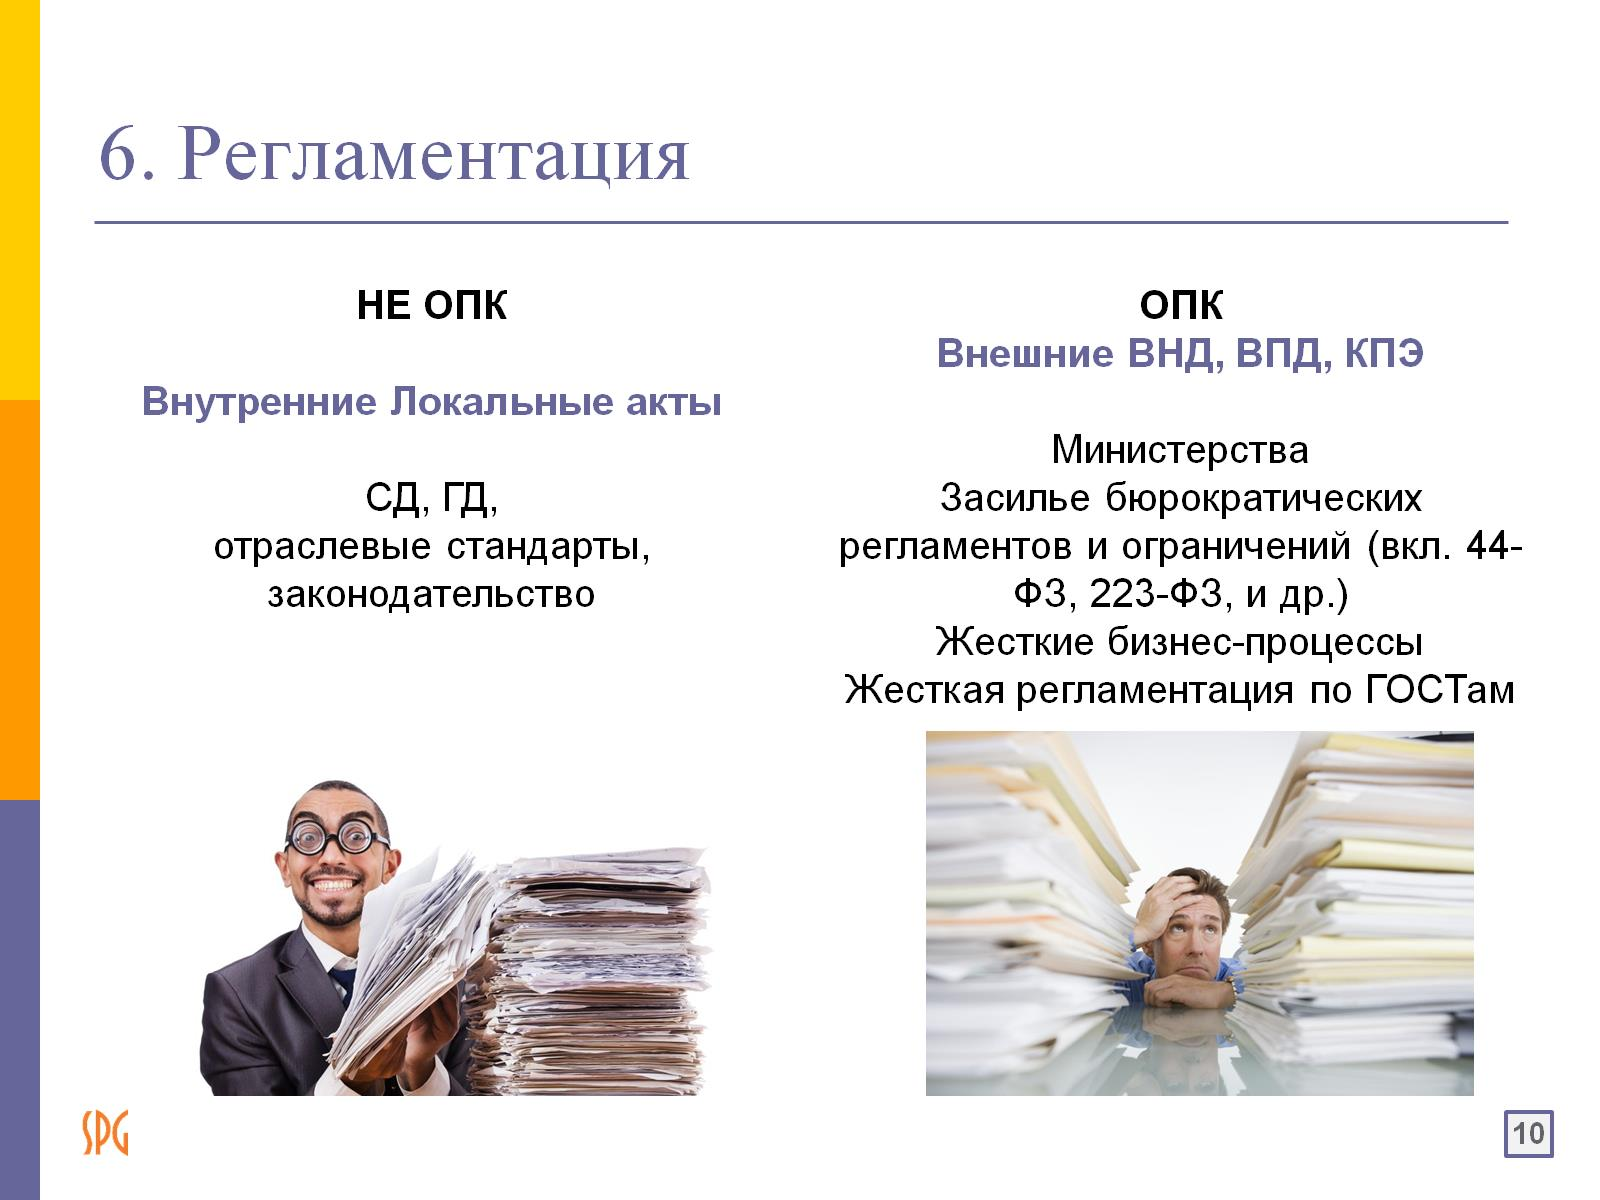 6. Регламентация
НЕ ОПК
Внутренние Локальные акты
СД, ГД,
отраслевые стандарты,
законодательство
ОПК
Внешние ВНД, ВПД, КПЭ
Министерства
Засилье бюрократических
регламентов и ограничений (вкл. 44-
ФЗ, 223-ФЗ, и др.)
Жесткие бизнес-процессы
Жесткая регламентация по ГОСТам
SPG
10